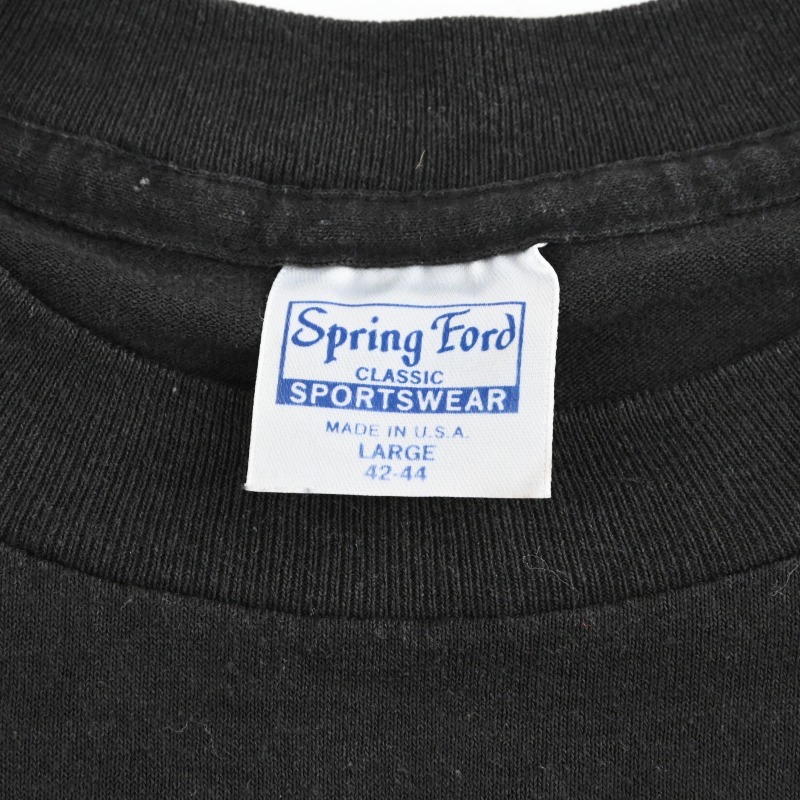 Spring Ford
CLASSIC
SPORTSWEAR
MADE IN U.S.A.
LARGE
42-44